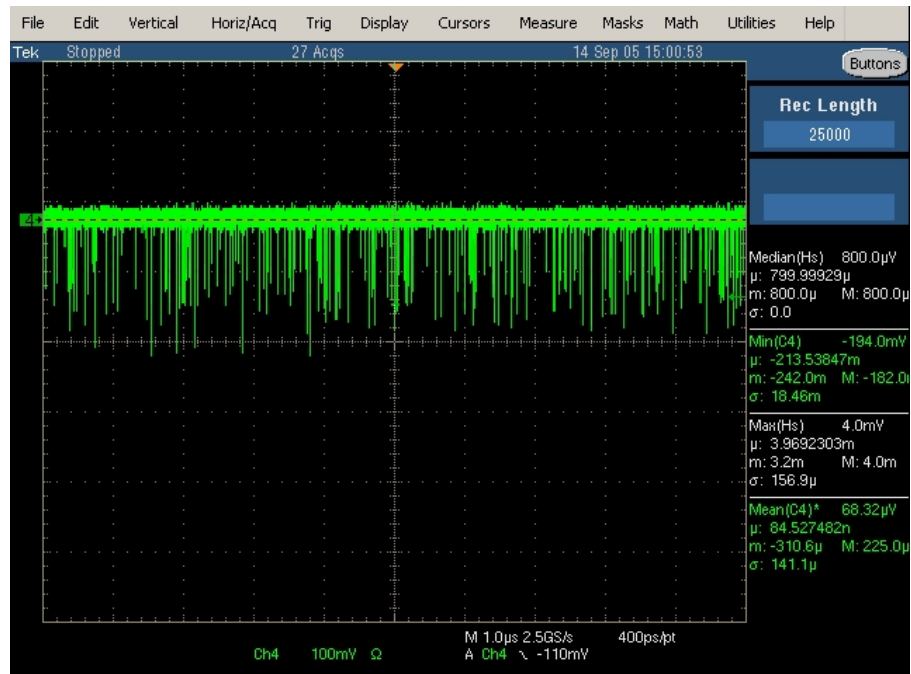 File Edit Vertical Horiz/Acq Trig Display Cursors Measure Masks Math Utilities Help
Tek Stopped 27 Acqs 14 Sep 05 15:00:53
Buttons
Rec Length
25000
4
Median(Hs) 800.0µV
µ: 799.99929µ
m: 800.0µ M: 800.0µ
σ: 0.0
Min(C4) -194.0mV
µ: -213.53847m
m: -242.0m M: -182.0
σ: 18.46m
Max(Hs) 4.0mV
µ: 3.9692303m
m: 3.2m M: 4.0m
σ: 156.9µ
Mean(C4)* 68.32µV
µ: 84.527482n
m: -310.6µ M: 225.0µ
σ: 141.1µ
M 1.0µs 2.5GS/s 400ps/pt
Ch4 100mV Ω A Ch4 -110mV